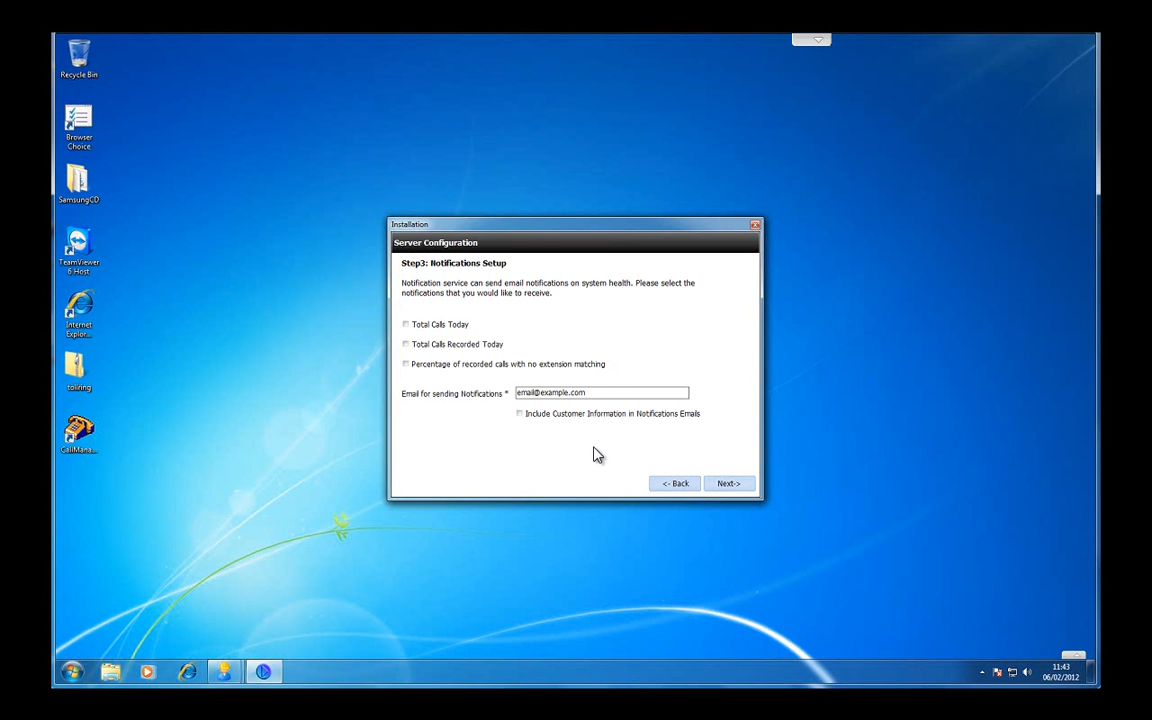 Recycle Bin
Browser
Choice
SamsungCD
TeamViewer
6 Host
Internet
Explor...
tollring
CallMana...
Installation
Server Configuration
Step3: Notifications Setup
Notification service can send email notifications on system health. Please select the
notifications that you would like to receive.
Total Calls Today
Total Calls Recorded Today
Percentage of recorded calls with no extension matching
Email for sending Notifications * email@example.com
Include Customer Information in Notifications Emails
<- Back Next->
11:43
06/02/2012